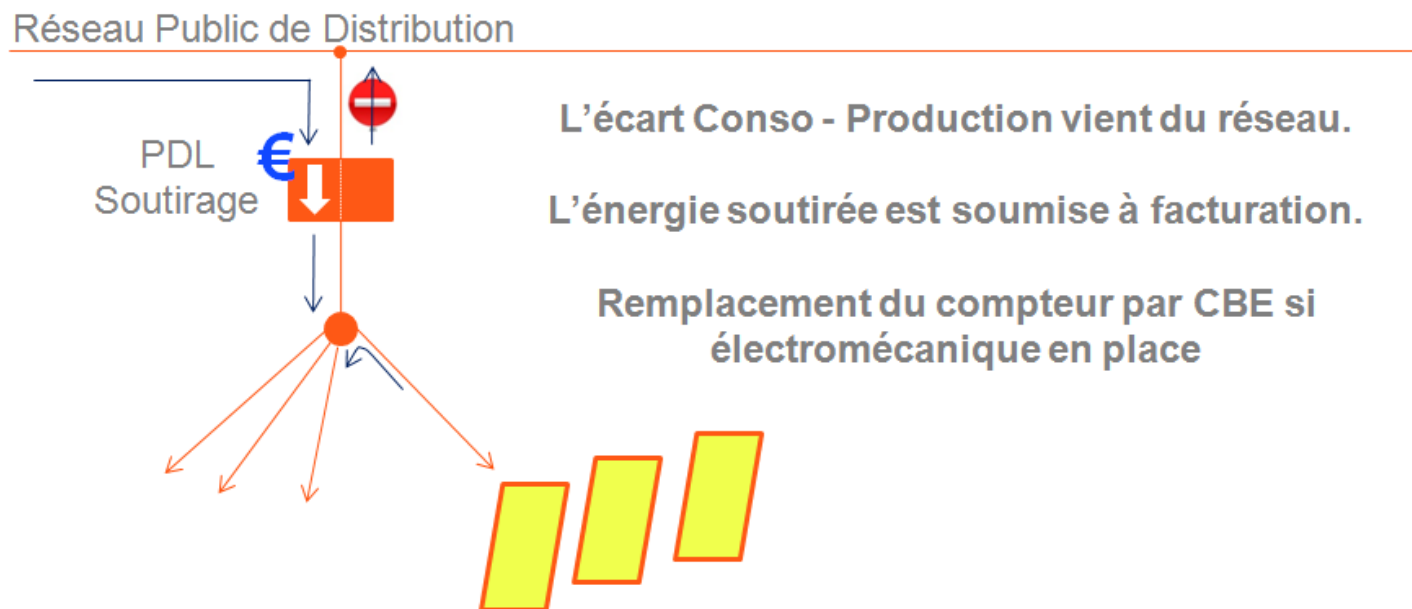 Réseau Public de Distribution
L'écart Conso - Production vient du réseau.
PDL
€
Soutirage
L'énergie soutirée est soumise à facturation.
Remplacement du compteur par CBE si
électromécanique en place